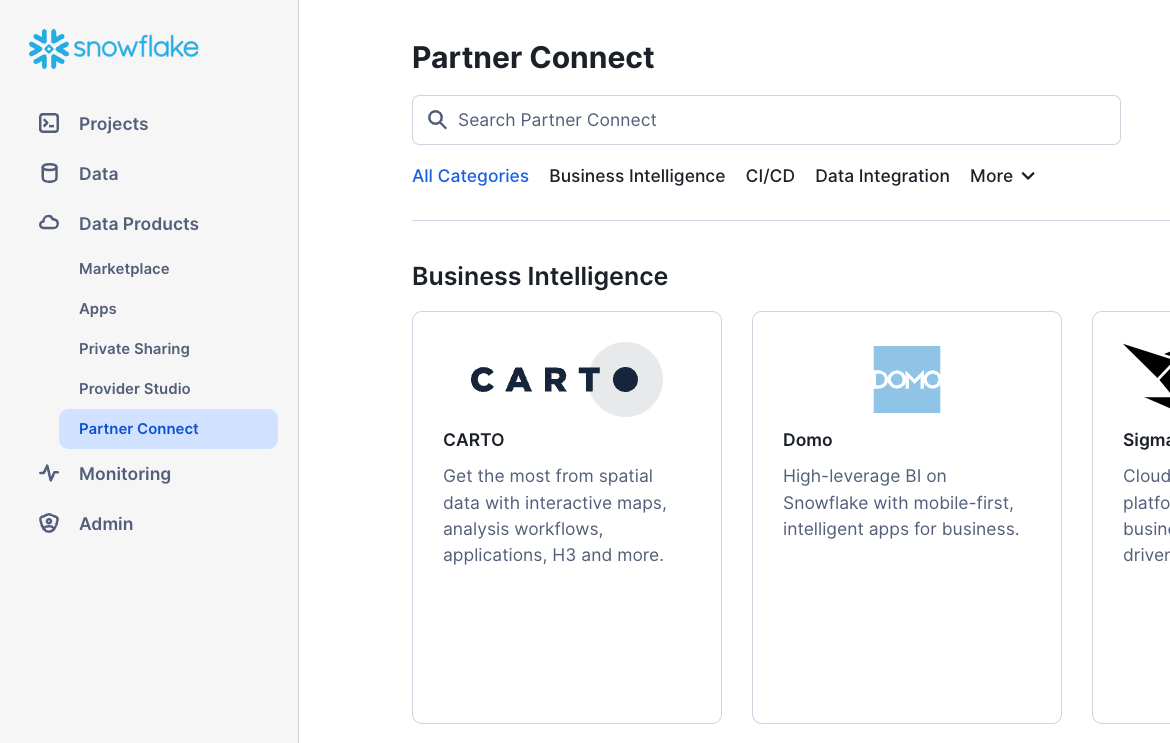 snowflake
Projects
Data
Data Products
Marketplace
Apps
Private Sharing
Provider Studio
Partner Connect
Monitoring
Admin
Partner Connect
Search Partner Connect
All Categories Business Intelligence CI/CD Data Integration More
Business Intelligence
CARTO
CARTO
Get the most from spatial
data with interactive maps,
analysis workflows,
applications, H3 and more.
DOMO
Domo
High-leverage BI on
Snowflake with mobile-first,
intelligent apps for business.
Sigma
Cloud
platfo
busine
driver